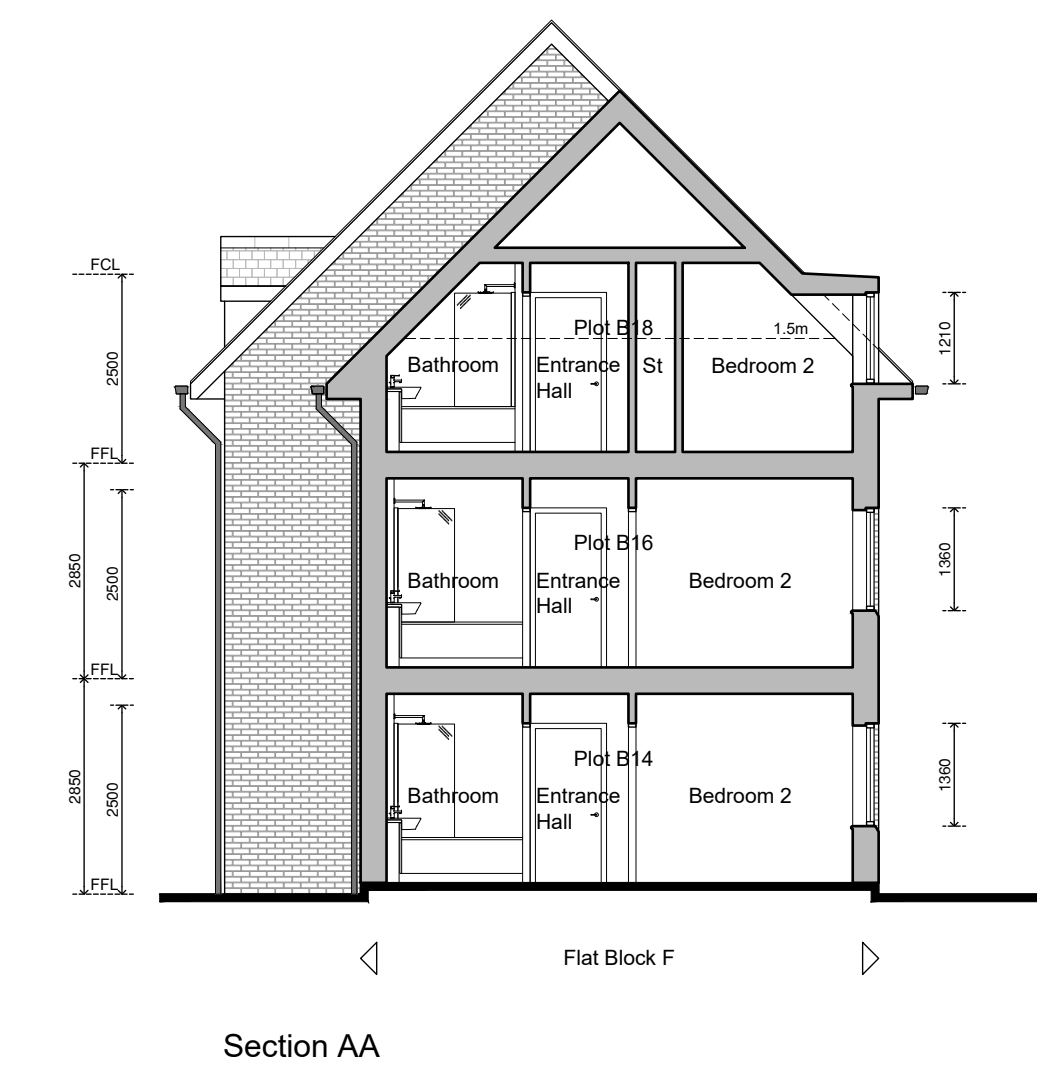 FCL
2500
1210
Plot B18
1.5m
Bathroom
Entrance
Hall
St
Bedroom 2
FFL
2850
2500
1360
Plot B16
Bathroom
Entrance
Hall
Bedroom 2
FFL
2850
2500
1360
Plot B14
Bathroom
Entrance
Hall
Bedroom 2
FFL
Flat Block F
Section AA